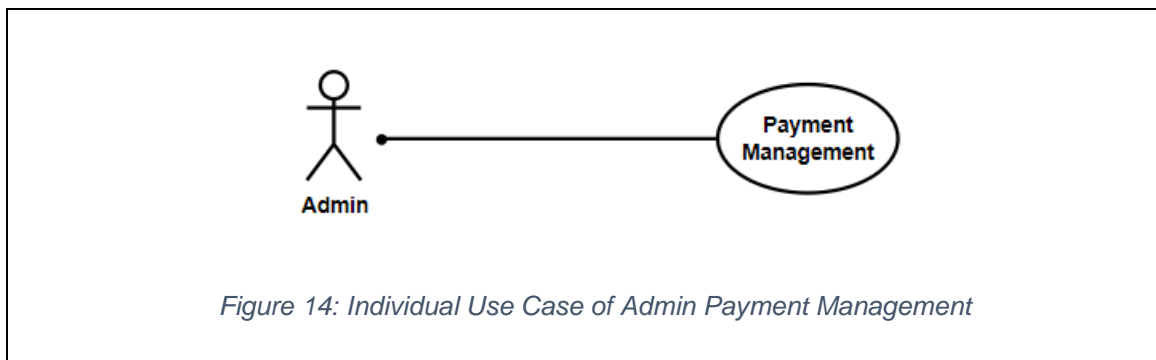 Payment
Management
Admin
Figure 14: Individual Use Case of Admin Payment Management